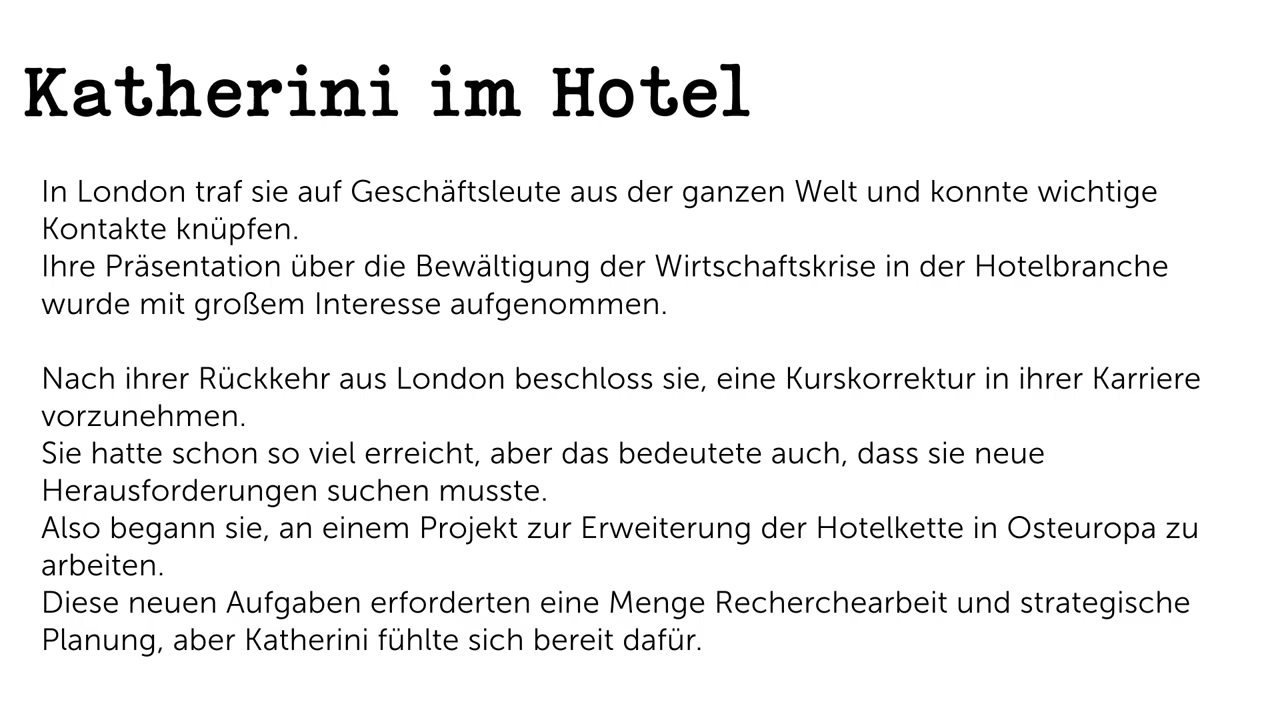 Katherini im Hotel
In London traf sie auf Geschäftsleute aus der ganzen Welt und konnte wichtige
Kontakte knüpfen.
Ihre Präsentation über die Bewältigung der Wirtschaftskrise in der Hotelbranche
wurde mit großem Interesse aufgenommen.
Nach ihrer Rückkehr aus London beschloss sie, eine Kurskorrektur in ihrer Karriere
vorzunehmen.
Sie hatte schon so viel erreicht, aber das bedeutete auch, dass sie neue
Herausforderungen suchen musste.
Also begann sie, an einem Projekt zur Erweiterung der Hotelkette in Osteuropa zu
arbeiten.
Diese neuen Aufgaben erforderten eine Menge Recherchearbeit und strategische
Planung, aber Katherini fühlte sich bereit dafür.